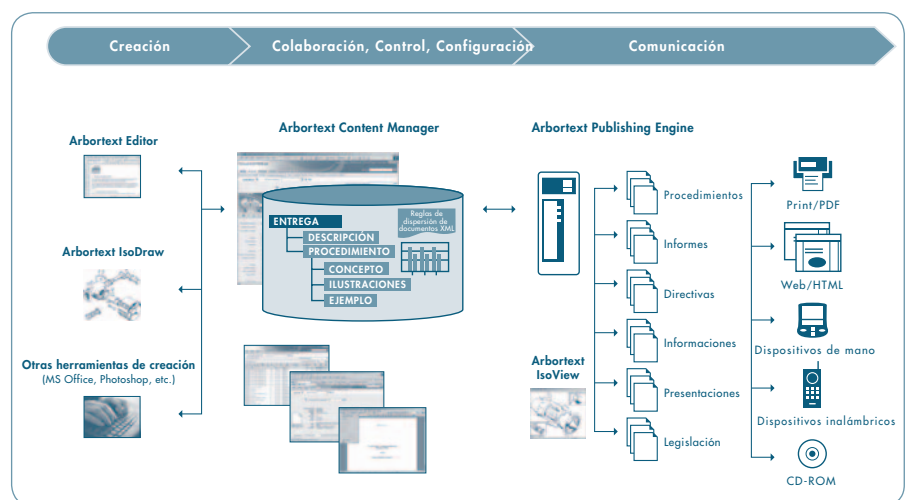 Creación
Colaboración, Control, Configuración
Comunicación
Arbortext Editor
Arbortext IsoDraw
Otras herramientas de creación
(MS Office, Photoshop, etc.)
Arbortext Content Manager
ENTREGA
DESCRIPCIÓN
PROCEDIMIENTO
CONCEPTO
ILUSTRACIONES
EJEMPLO
Reglas de
dispersión de
documentos XML
Arbortext Publishing Engine
Arbortext
IsoView
Procedimientos
Informes
Directivas
Informaciones
Presentaciones
Legislación
Print/PDF
Web/HTML
Dispositivos de mano
Dispositivos inalámbricos
CD-ROM